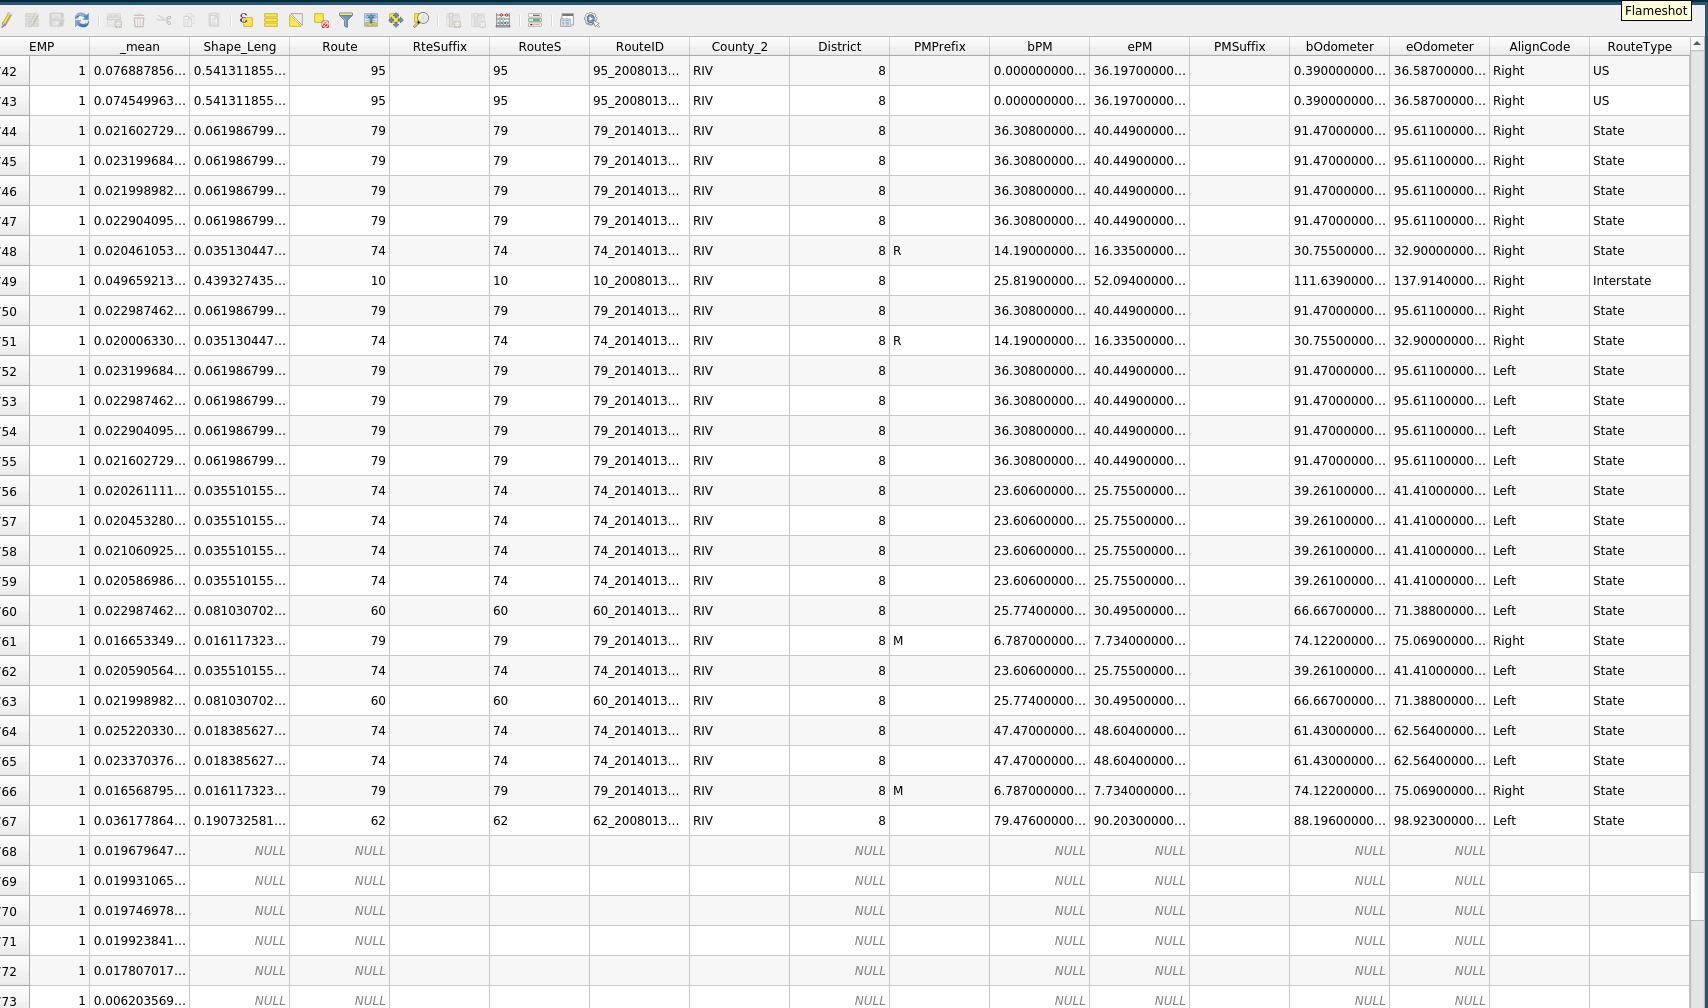 Flameshot
EMP _mean Shape_Leng Route RteSuffix RouteS RouteID County_2 District PMPrefix bPM ePM PMSuffix bOdometer eOdometer AlignCode RouteType
42 1 0.076887856... 0.541311855... 95 95 95_2008013... RIV 8 0.000000000... 36.19700000... 0.390000000... 36.58700000... Right US
43 1 0.074549963... 0.541311855... 95 95 95_2008013... RIV 8 0.000000000... 36.19700000... 0.390000000... 36.58700000... Right US
44 1 0.021602729... 0.061986799... 79 79 79_2014013... RIV 8 36.30800000... 40.44900000... 91.47000000... 95.61100000... Right State
45 1 0.023199684... 0.061986799... 79 79 79_2014013... RIV 8 36.30800000... 40.44900000... 91.47000000... 95.61100000... Right State
46 1 0.021998982... 0.061986799... 79 79 79_2014013... RIV 8 36.30800000... 40.44900000... 91.47000000... 95.61100000... Right State
47 1 0.022904095... 0.061986799... 79 79 79_2014013... RIV 8 36.30800000... 40.44900000... 91.47000000... 95.61100000... Right State
48 1 0.020461053... 0.035130447... 74 74 74_2014013... RIV 8 R 14.19000000... 16.33500000... 30.75500000... 32.90000000... Right State
49 1 0.049659213... 0.439327435... 10 10 10_2008013... RIV 8 25.81900000... 52.09400000... 111.6390000... 137.9140000... Right Interstate
50 1 0.022987462... 0.061986799... 79 79 79_2014013... RIV 8 36.30800000... 40.44900000... 91.47000000... 95.61100000... Right State
51 1 0.020006330... 0.035130447... 74 74 74_2014013... RIV 8 R 14.19000000... 16.33500000... 30.75500000... 32.90000000... Right State
52 1 0.023199684... 0.061986799... 79 79 79_2014013... RIV 8 36.30800000... 40.44900000... 91.47000000... 95.61100000... Left State
53 1 0.022987462... 0.061986799... 79 79 79_2014013... RIV 8 36.30800000... 40.44900000... 91.47000000... 95.61100000... Left State
54 1 0.022904095... 0.061986799... 79 79 79_2014013... RIV 8 36.30800000... 40.44900000... 91.47000000... 95.61100000... Left State
55 1 0.021602729... 0.061986799... 79 79 79_2014013... RIV 8 36.30800000... 40.44900000... 91.47000000... 95.61100000... Left State
56 1 0.020261111... 0.035510155... 74 74 74_2014013... RIV 8 23.60600000... 25.75500000... 39.26100000... 41.41000000... Left State
57 1 0.020453280... 0.035510155... 74 74 74_2014013... RIV 8 23.60600000... 25.75500000... 39.26100000... 41.41000000... Left State
58 1 0.021060925... 0.035510155... 74 74 74_2014013... RIV 8 23.60600000... 25.75500000... 39.26100000... 41.41000000... Left State
59 1 0.020586986... 0.035510155... 74 74 74_2014013... RIV 8 23.60600000... 25.75500000... 39.26100000... 41.41000000... Left State
60 1 0.022987462... 0.081030702... 60 60 60_2014013... RIV 8 25.77400000... 30.49500000... 66.66700000... 71.38800000... Left State
61 1 0.016653349... 0.016117323... 79 79 79_2014013... RIV 8 M 6.787000000... 7.734000000... 74.12200000... 75.06900000... Right State
62 1 0.020590564... 0.035510155... 74 74 74_2014013... RIV 8 23.60600000... 25.75500000... 39.26100000... 41.41000000... Left State
63 1 0.021998982... 0.081030702... 60 60 60_2014013... RIV 8 25.77400000... 30.49500000... 66.66700000... 71.38800000... Left State
64 1 0.025220330... 0.018385627... 74 74 74_2014013... RIV 8 47.47000000... 48.60400000... 61.43000000... 62.56400000... Left State
65 1 0.023370376... 0.018385627... 74 74 74_2014013... RIV 8 47.47000000... 48.60400000... 61.43000000... 62.56400000... Left State
66 1 0.016568795... 0.016117323... 79 79 79_2014013... RIV 8 M 6.787000000... 7.734000000... 74.12200000... 75.06900000... Right State
67 1 0.036177864... 0.190732581... 62 62 62_2008013... RIV 8 79.47600000... 90.20300000... 88.19600000... 98.92300000... Left State
68 1 0.019679647... NULL NULL NULL NULL NULL NULL NULL
69 1 0.019931065... NULL NULL NULL NULL NULL NULL NULL
70 1 0.019746978... NULL NULL NULL NULL NULL NULL NULL
71 1 0.019923841... NULL NULL NULL NULL NULL NULL NULL
72 1 0.017807017... NULL NULL NULL NULL NULL NULL NULL
73 1 0.006203569... NULL NULL NULL NULL NULL NULL NULL